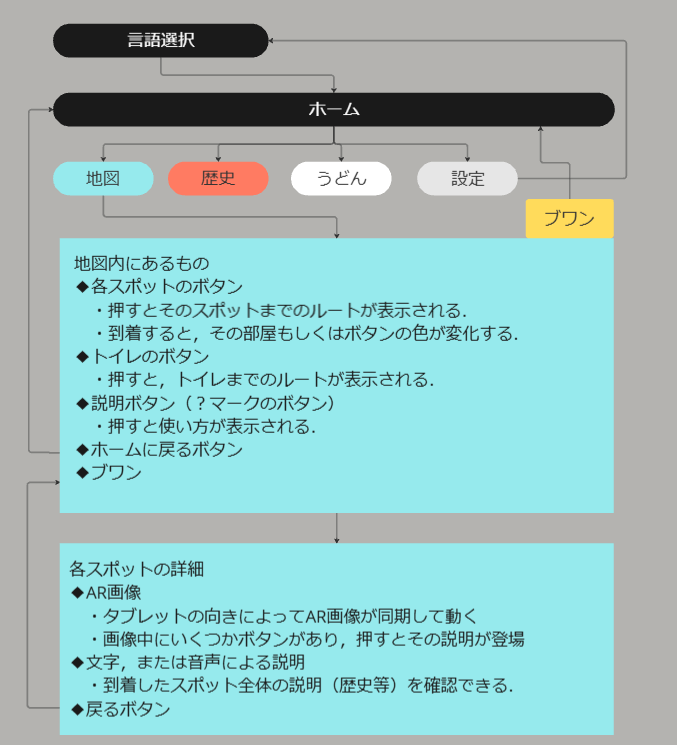 言語選択
ホーム
地図
歴史
うどん
設定
ブワン
地図内にあるもの
◆各スポットのボタン
・押すとそのスポットまでのルートが表示される.
・到着すると，その部屋もしくはボタンの色が変化する.
◆トイレのボタン
・押すと，トイレまでのルートが表示される.
◆説明ボタン（？マークのボタン）
・押すと使い方が表示される.
◆ホームに戻るボタン
◆ブワン
各スポットの詳細
◆AR画像
・タブレットの向きによってAR画像が同期して動く
・画像中にいくつかボタンがあり，押すとその説明が登場
◆文字，または音声による説明
・到着したスポット全体の説明（歴史等）を確認できる.
◆戻るボタン